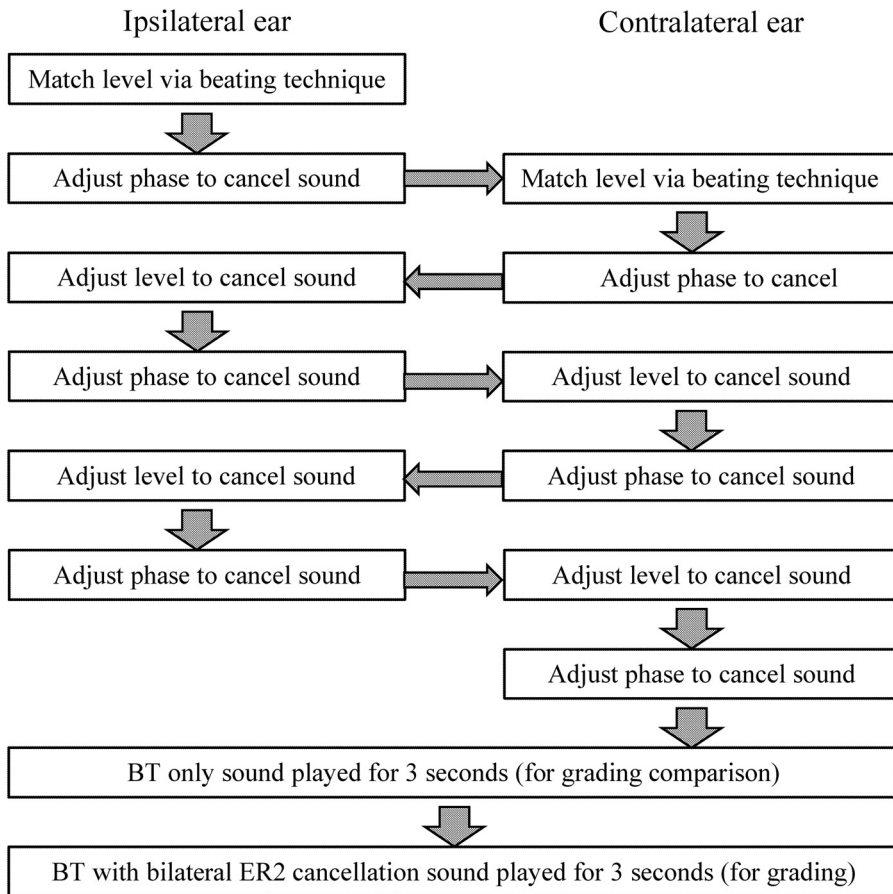 Ipsilateral ear
Contralateral ear
Match level via beating technique
Adjust phase to cancel sound
Match level via beating technique
Adjust level to cancel sound
Adjust phase to cancel
Adjust phase to cancel sound
Adjust level to cancel sound
Adjust level to cancel sound
Adjust phase to cancel sound
Adjust phase to cancel sound
Adjust level to cancel sound
Adjust phase to cancel sound
BT only sound played for 3 seconds (for grading comparison)
BT with bilateral ER2 cancellation sound played for 3 seconds (for grading)